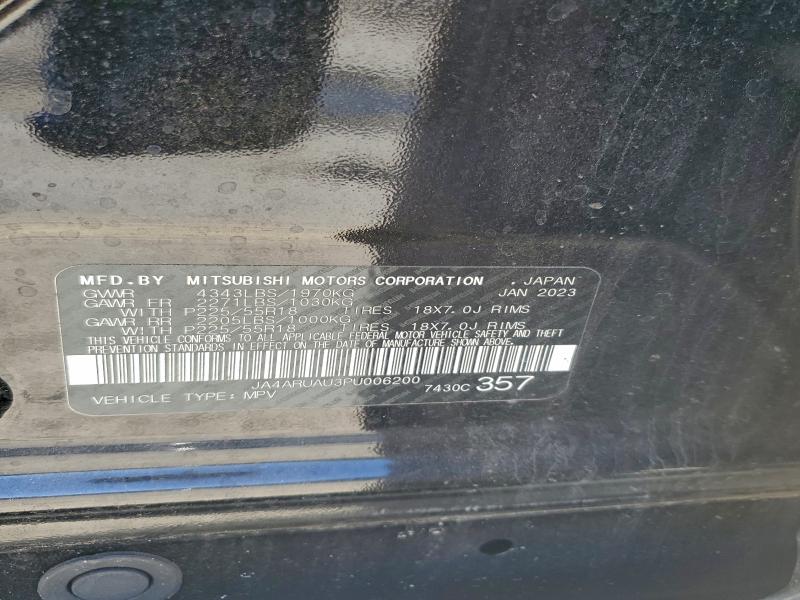 MFD.BY MITSUBISHI MOTORS CORPORATION . JAPAN
GVWR 4343LBS/1970KG JAN 2023
GAWR FR 2271LBS/1030KG
WITH P225/55R18 TIRES 18X7.0J RIMS
GAWR RR 2205LBS/1000KG
WITH P225/55R18 TIRES 18X7.0J RIMS
THIS VEHICLE CONFORMS TO ALL APPLICABLE FEDERAL MOTOR VEHICLE SAFETY AND THEFT
PREVENTION STANDARDS IN EFFECT ON THE DATE OF MANUFACTURE SHOWN ABOVE.
JA4ARUAU3PU006200
VEHICLE TYPE: MPV 7430C 357